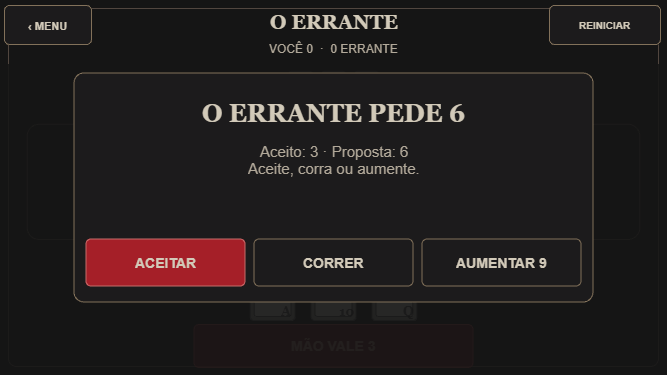 ‹ MENU
O ERRANTE
REINICIAR
VOCÊ 0 · 0 ERRANTE
O ERRANTE PEDE 6
Aceito: 3 · Proposta: 6
Aceite, corra ou aumente.
ACEITAR
CORRER
AUMENTAR 9
A
10
Q
MÃO VALE 3